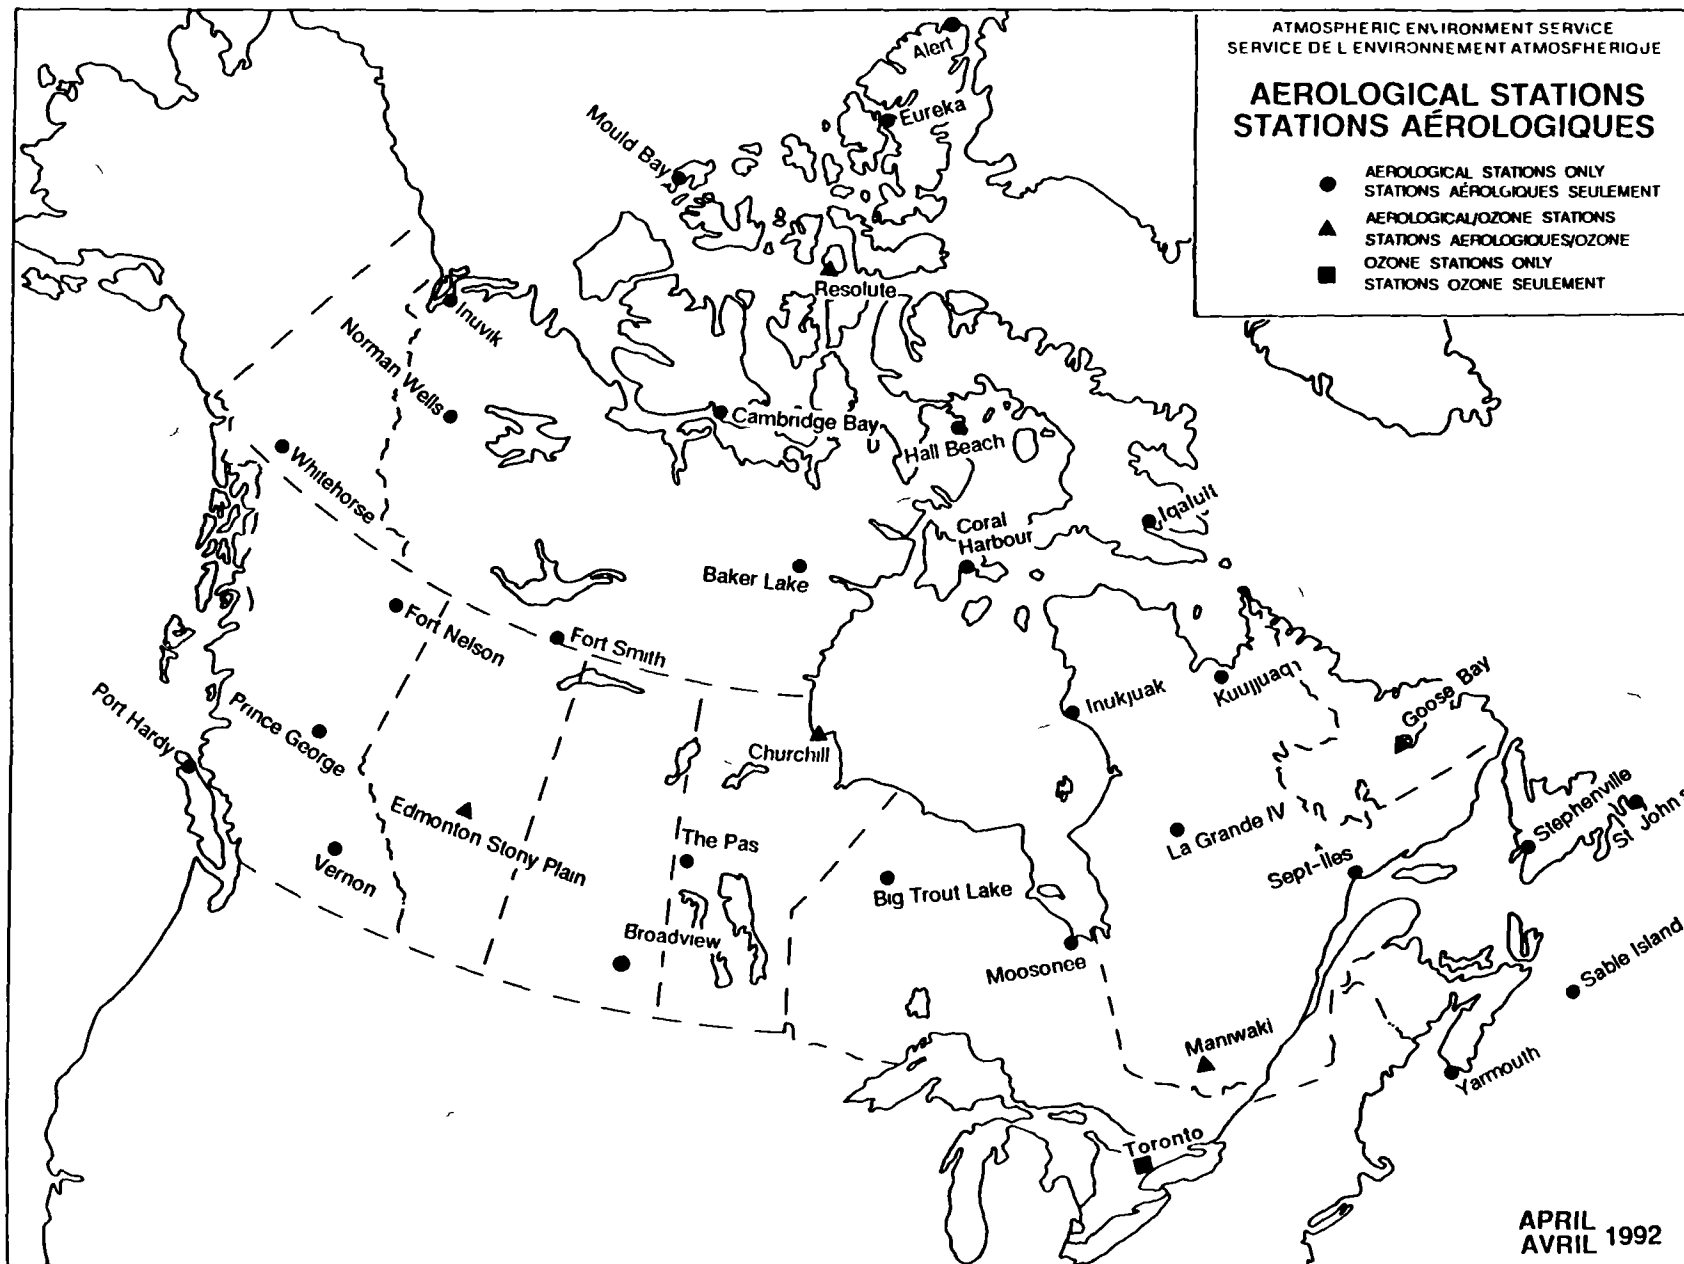 ATMOSPHERIC ENVIRONMENT SERVICE
SERVICE DE L ENVIRONNEMENT ATMOSFHERIQUE
AEROLOGICAL STATIONS
STATIONS AÉROLOGIQUES
AEROLOGICAL STATIONS ONLY
STATIONS AÉROLGIQUES SEULEMENT
AEROLOGICAL/OZONE STATIONS
STATIONS AEROLOGIQUES/OZONE
OZONE STATIONS ONLY
STATIONS OZONE SEULEMENT
Alert
Eureka
Mould Bay
Resolute
Inuvik
Norman Wells
Cambridge Bay
Hall Beach
Whitehorse
Iqaluit
Coral
Harbour
Baker Lake
Fort Nelson
Fort Smith
Kuujjuaq
Inukjuak
Goose Bay
Port Hardy
Prince George
Churchill
Edmonton Stony Plain
The Pas
La Grande IV
Stephenville
St John s
Vernon
Sept-Îles
Big Trout Lake
Broadview
Moosonee
Sable Island
Maniwaki
Yarmouth
Toronto
APRIL
AVRIL 1992